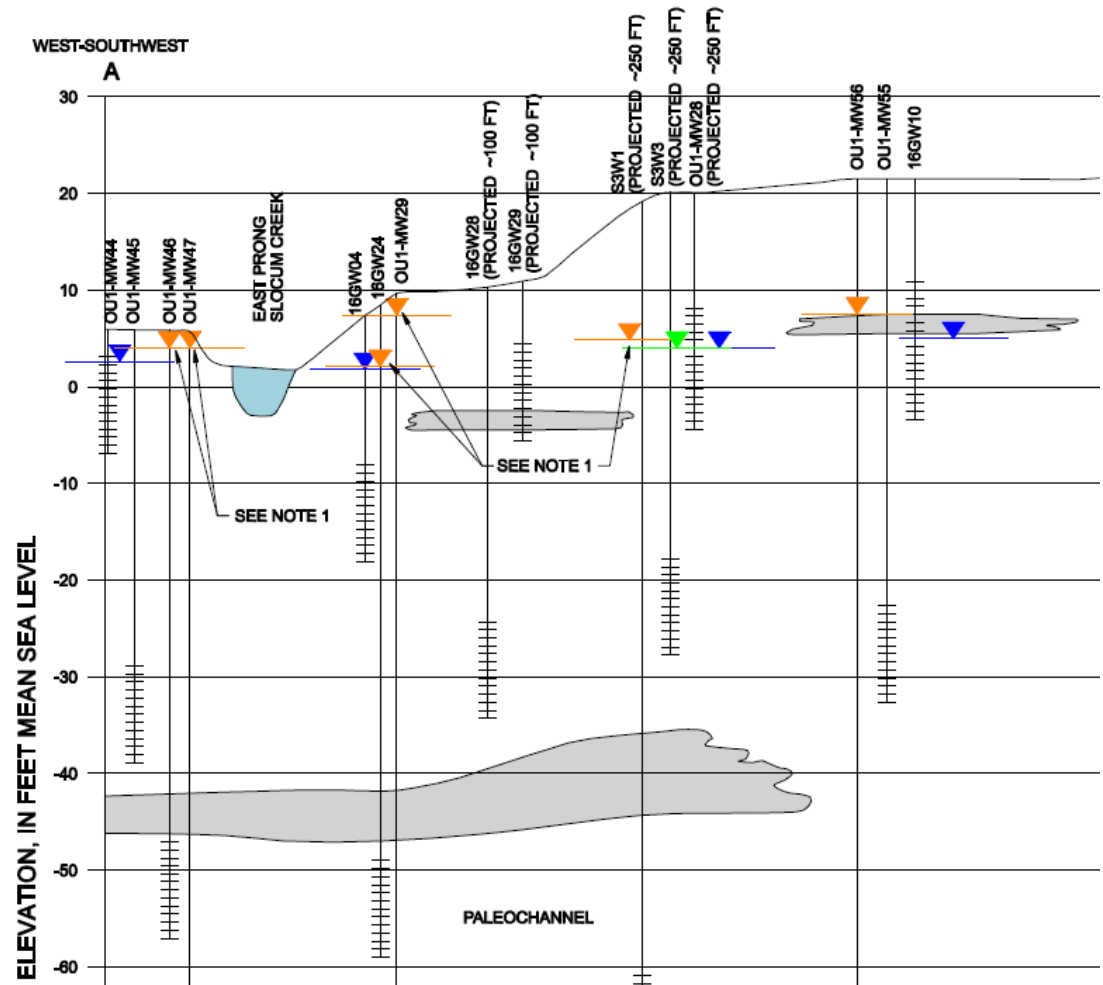 WEST-SOUTHWEST
A
30
20
10
0
-10
-20
-30
-40
-50
-60
ELEVATION, IN FEET MEAN SEA LEVEL
OU1-MW44
OU1-MW45
OU1-MW46
OU1-MW47
EAST PRONG
SLOCUM CREEK
16GW04
16GW24
OU1-MW29
16GW28
(PROJECTED ~100 FT)
16GW29
(PROJECTED ~100 FT)
S3W1
(PROJECTED ~250 FT)
S3W3
(PROJECTED ~250 FT)
OU1-MW28
(PROJECTED ~250 FT)
OU1-MW56
OU1-MW55
16GW10
SEE NOTE 1
SEE NOTE 1
PALEOCHANNEL